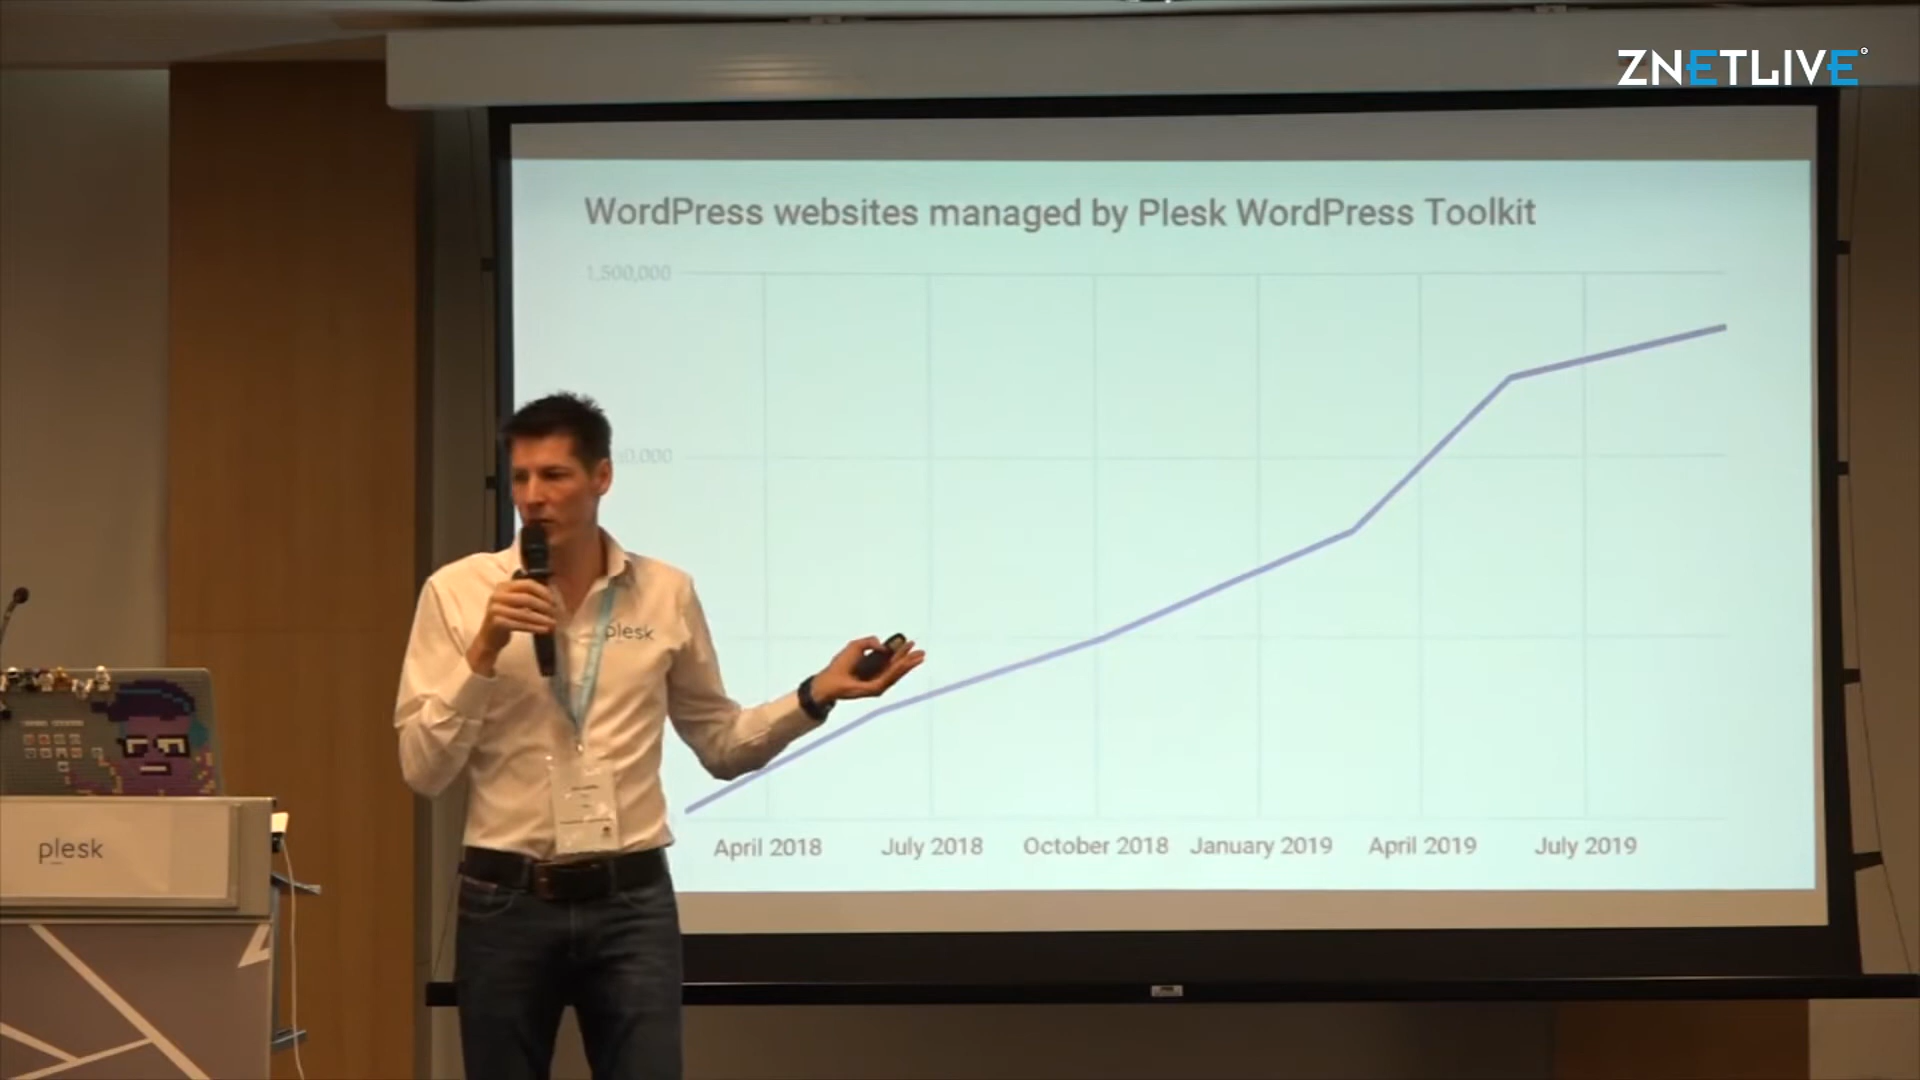 ZNETLIVE
WordPress websites managed by Plesk WordPress Toolkit
1,500,000
plesk
April 2018 July 2018 October 2018 January 2019 April 2019 July 2019
plesk